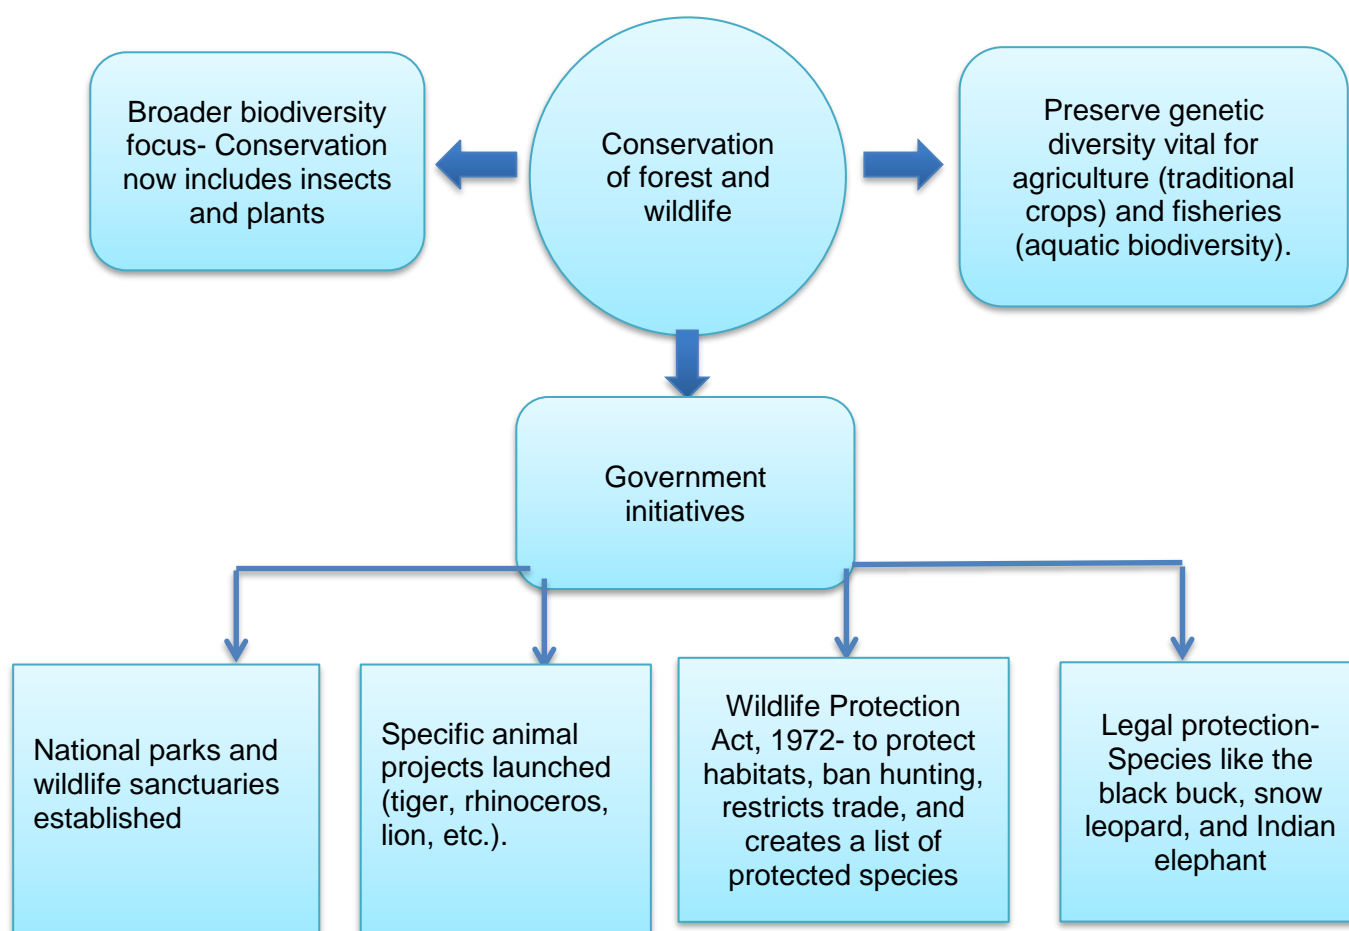 Broader biodiversity
focus- Conservation
now includes insects
and plants
Conservation
of forest and
wildlife
Preserve genetic
diversity vital for
agriculture (traditional
crops) and fisheries
(aquatic biodiversity).
Government
initiatives
National parks and
wildlife sanctuaries
established
Specific animal
projects launched
(tiger, rhinoceros,
lion, etc.).
Wildlife Protection
Act, 1972- to protect
habitats, ban hunting,
restricts trade, and
creates a list of
protected species
Legal protection-
Species like the
black buck, snow
leopard, and Indian
elephant